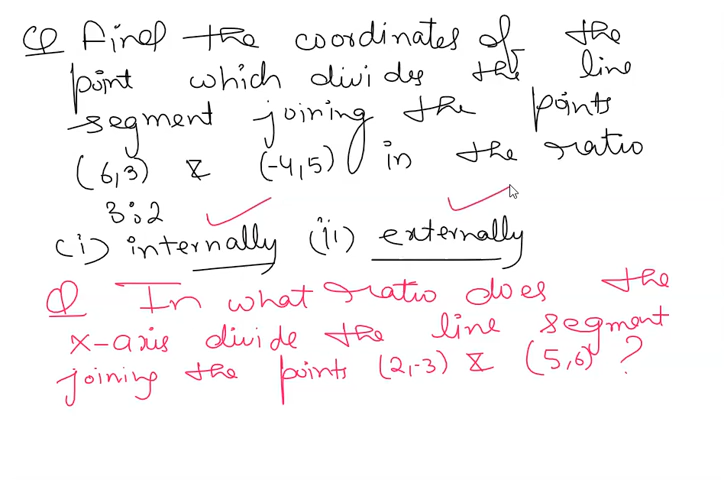 Q Find the coordinates of the
point which divides the line
segment joining the points
(6,3) & (-4,5) in the ratio
3:2
(i) internally (ii) externally
Q In what ratio does the
x-axis divide the line segment
joining the points (2,-3) & (5,6) ?